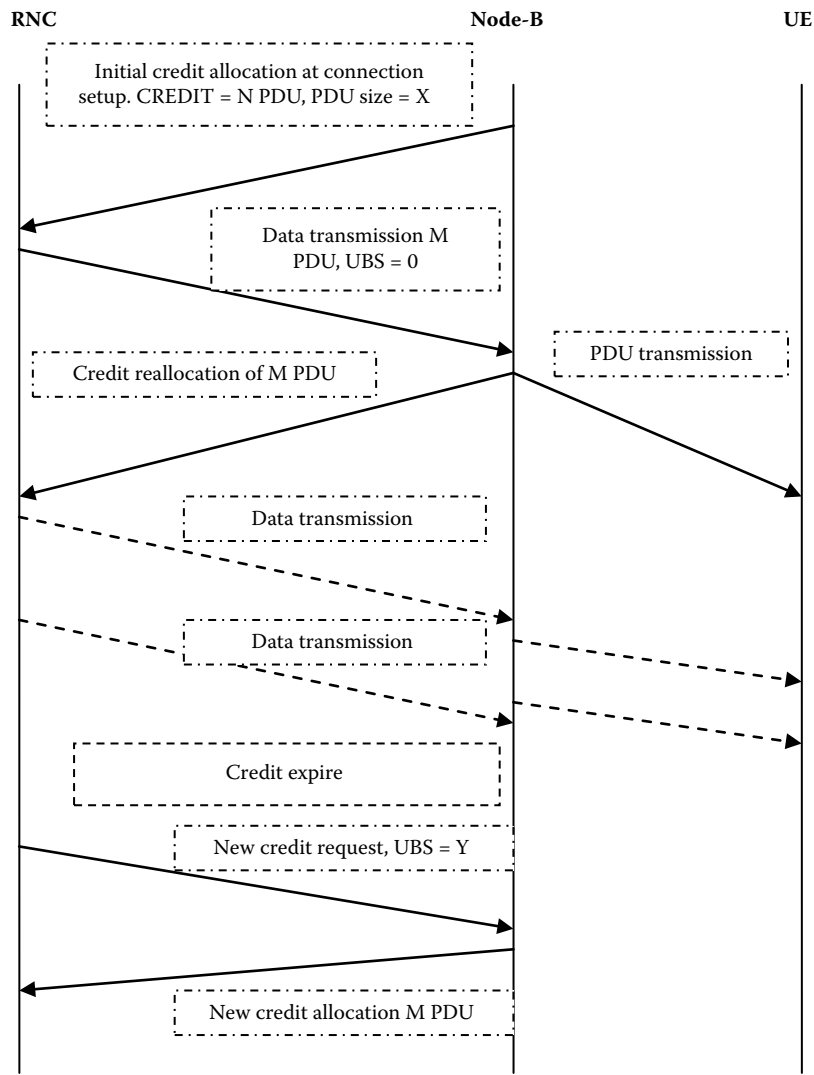 RNC
Node-B
UE
Initial credit allocation at connection
setup. CREDIT = N PDU, PDU size = X
Data transmission M
PDU, UBS = 0
PDU transmission
Credit reallocation of M PDU
Data transmission
Data transmission
Credit expire
New credit request, UBS = Y
New credit allocation M PDU